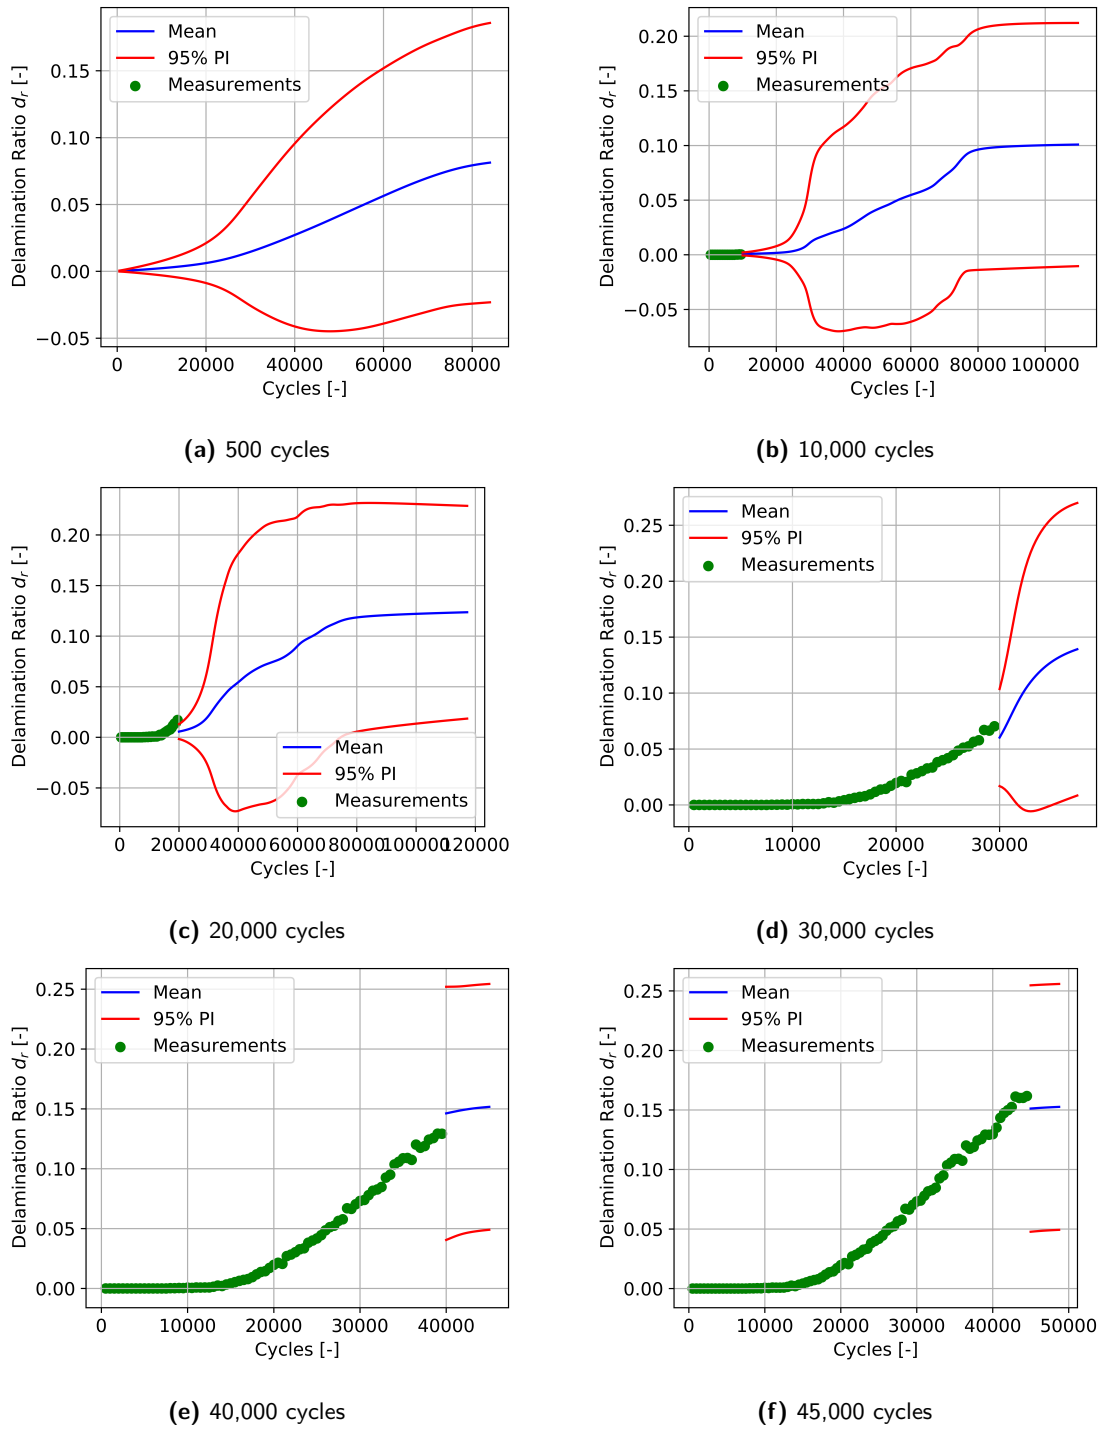 Delamination Ratio d_r [-]
0.15
0.10
0.05
0.00
−0.05
Mean
95% PI
Measurements
0 20000 40000 60000 80000
Cycles [-]
(a) 500 cycles
Delamination Ratio d_r [-]
0.20
0.15
0.10
0.05
0.00
−0.05
Mean
95% PI
Measurements
0 20000 40000 60000 80000 100000
Cycles [-]
(b) 10,000 cycles
Delamination Ratio d_r [-]
0.20
0.15
0.10
0.05
0.00
−0.05
Mean
95% PI
Measurements
0 20000 40000 60000 80000 100000 120000
Cycles [-]
(c) 20,000 cycles
Delamination Ratio d_r [-]
0.25
0.20
0.15
0.10
0.05
0.00
Mean
95% PI
Measurements
0 10000 20000 30000
Cycles [-]
(d) 30,000 cycles
Delamination Ratio d_r [-]
0.25
0.20
0.15
0.10
0.05
0.00
Mean
95% PI
Measurements
0 10000 20000 30000 40000
Cycles [-]
(e) 40,000 cycles
Delamination Ratio d_r [-]
0.25
0.20
0.15
0.10
0.05
0.00
Mean
95% PI
Measurements
0 10000 20000 30000 40000 50000
Cycles [-]
(f) 45,000 cycles